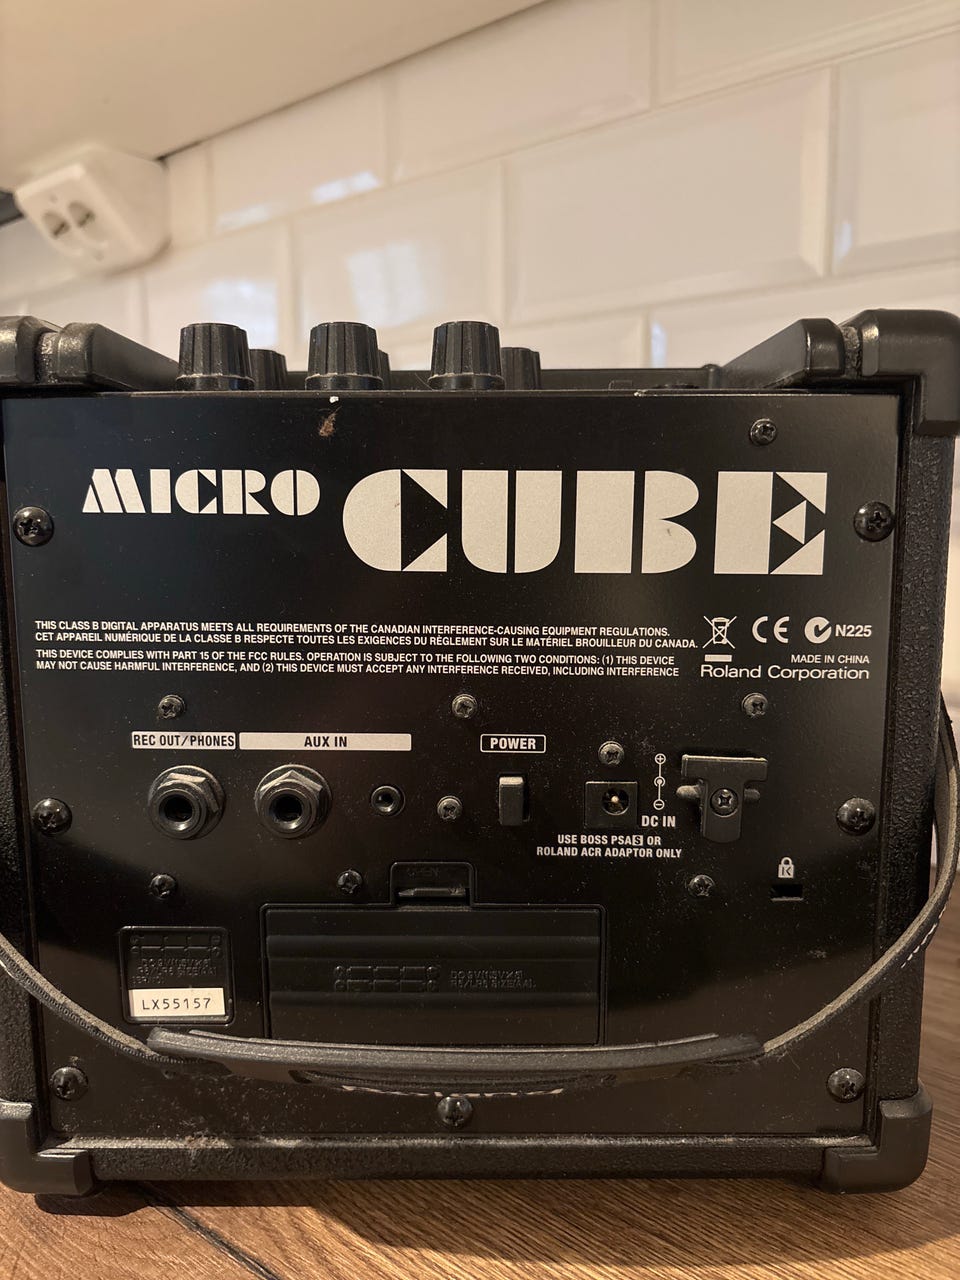 MICRO CUBE
THIS CLASS B DIGITAL APPARATUS MEETS ALL REQUIREMENTS OF THE CANADIAN INTERFERENCE-CAUSING EQUIPMENT REGULATIONS.
CET APPAREIL NUMÉRIQUE DE LA CLASSE B RESPECTE TOUTES LES EXIGENCES DU RÈGLEMENT SUR LE MATÉRIEL BROUILLEUR DU CANADA.
THIS DEVICE COMPLIES WITH PART 15 OF THE FCC RULES. OPERATION IS SUBJECT TO THE FOLLOWING TWO CONDITIONS: (1) THIS DEVICE
MAY NOT CAUSE HARMFUL INTERFERENCE, AND (2) THIS DEVICE MUST ACCEPT ANY INTERFERENCE RECEIVED, INCLUDING INTERFERENCE
CE N225
MADE IN CHINA
Roland Corporation
REC OUT/PHONES AUX IN POWER
DC IN
USE BOSS PSA S OR
ROLAND ACR ADAPTOR ONLY
K
OPEN
LX55157